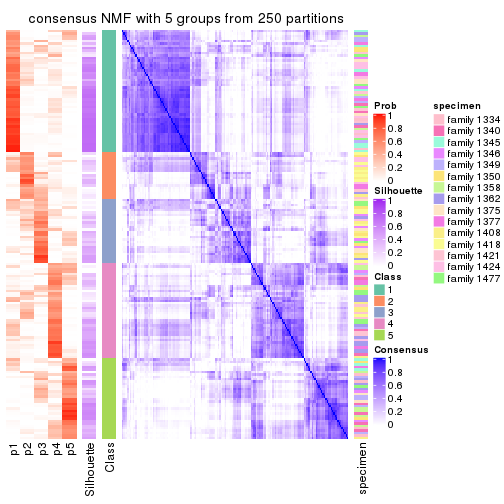 consensus NMF with 5 groups from 250 partitions
Prob
1
0.8
0.6
0.4
0.2
0
Silhouette
1
0.8
0.6
0.4
0.2
0
Class
1
2
3
4
5
Consensus
1
0.8
0.6
0.4
0.2
0
specimen
family 1334
family 1340
family 1345
family 1346
family 1349
family 1350
family 1358
family 1362
family 1375
family 1377
family 1408
family 1418
family 1421
family 1424
family 1477
p1
p2
p3
p4
p5
Silhouette
Class
specimen